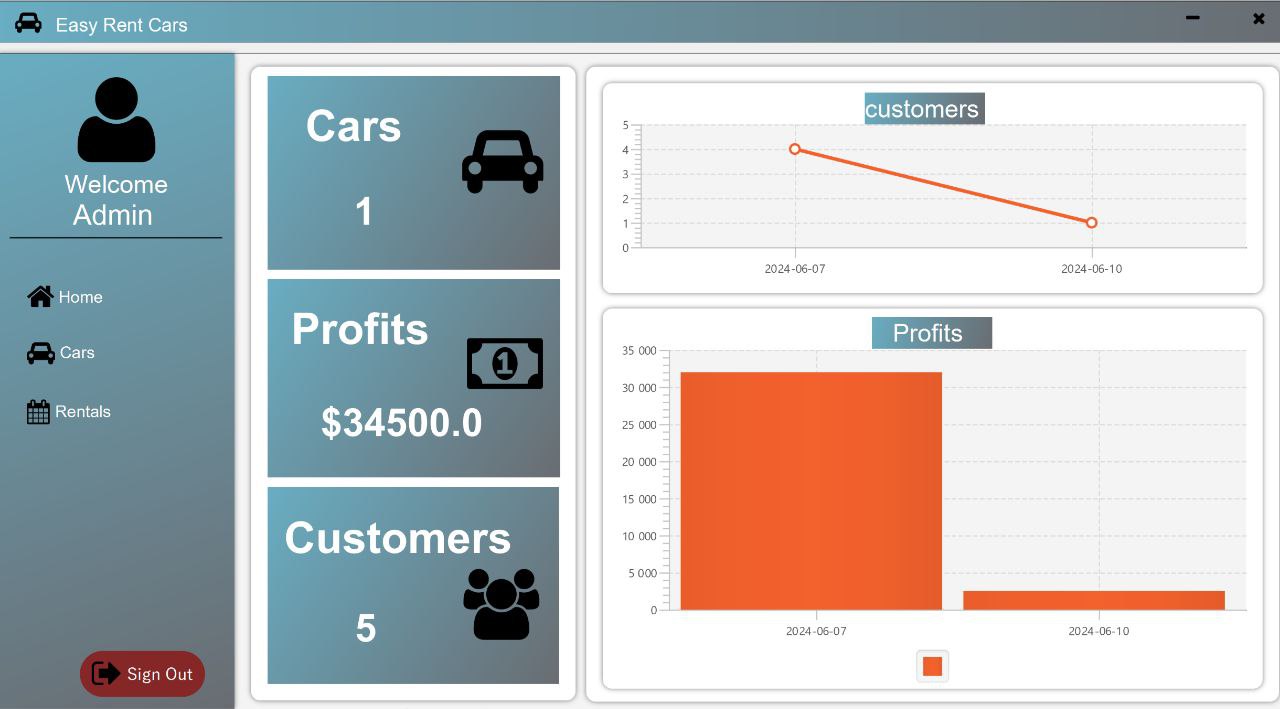 Easy Rent Cars
Welcome
Admin
Home
Cars
Rentals
Sign Out
Cars
1
Profits
1
$34500.0
Customers
5
customers
5
4
3
2
1
0
2024-06-07 2024-06-10
Profits
35 000
30 000
25 000
20 000
15 000
10 000
5 000
0
2024-06-07 2024-06-10